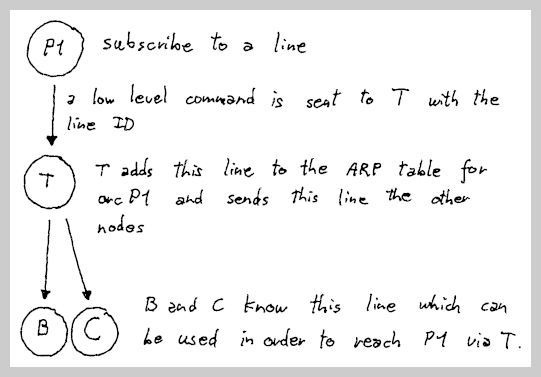 P1 subscribe to a line
a low level command is sent to T with the
line ID
T T adds this line to the ARP table for
arc P1 and sends this line the other
nodes
B C B and C know this line which can
be used in order to reach P1 via T.